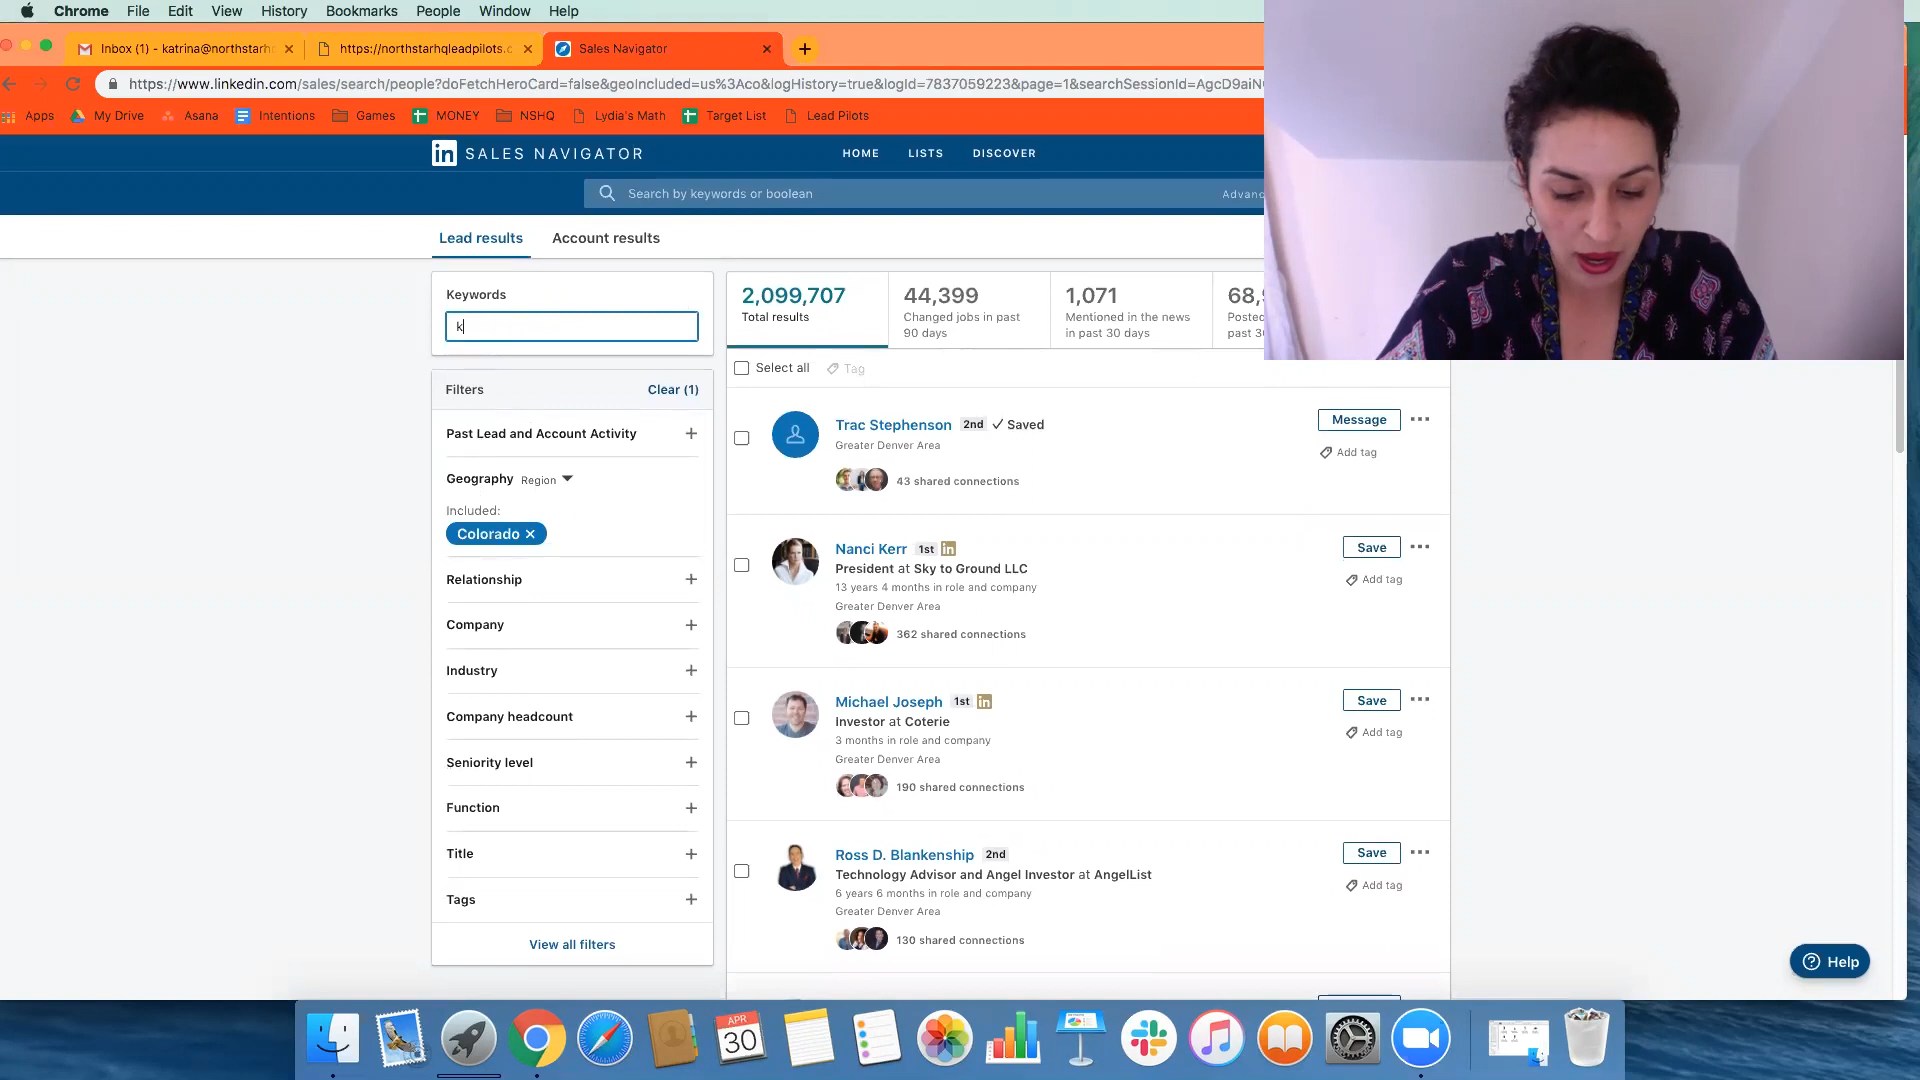 Chrome File Edit View History Bookmarks People Window Help
Inbox (1) - katrina@northstarh
https://northstarhqleadpilots.c
Sales Navigator
https://www.linkedin.com/sales/search/people?doFetchHeroCard=false&geoIncluded=us%3Aco&logHistory=true&logId=7837059223&page=1&searchSessionId=AgcD9aiN
Apps My Drive Asana Intentions Games MONEY NSHQ Lydia's Math Target List Lead Pilots
in SALES NAVIGATOR HOME LISTS DISCOVER
Search by keywords or boolean Advanc
Lead results Account results
Keywords
k
Filters Clear (1)
Past Lead and Account Activity
Geography Region
Included:
Colorado
Relationship
Company
Industry
Company headcount
Seniority level
Function
Title
Tags
View all filters
2,099,707
Total results
44,399
Changed jobs in past
90 days
1,071
Mentioned in the news
in past 30 days
68,
Posted
past 3
Select all Tag
Trac Stephenson 2nd Saved
Greater Denver Area
43 shared connections
Message
Add tag
Nanci Kerr 1st in
President at Sky to Ground LLC
13 years 4 months in role and company
Greater Denver Area
362 shared connections
Save
Add tag
Michael Joseph 1st in
Investor at Coterie
3 months in role and company
Greater Denver Area
190 shared connections
Save
Add tag
Ross D. Blankenship 2nd
Technology Advisor and Angel Investor at AngelList
6 years 6 months in role and company
Greater Denver Area
130 shared connections
Save
Add tag
Help
APR
30